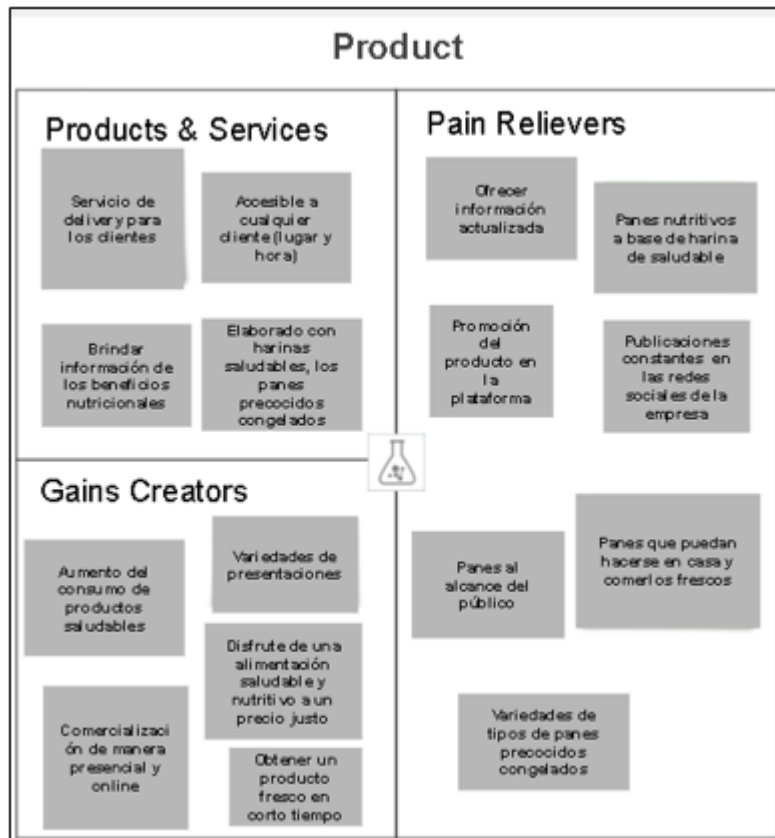 Product
Products & Services
Servicio de
delivery para
los clientes
Accesible a
cualquier
cliente (lugar y
hora)
Brindar
información de
los beneficios
nutricionales
Elaborado con
harinas
saludables, los
panes
precocidos
congelados
Gains Creators
Aumento del
consumo de
productos
saludables
Variedades de
presentaciones
Disfrute de una
alimentación
saludable y
nutritivo a un
precio justo
Comercializaci
ón de manera
presencial y
online
Obtener un
producto
fresco en
corto tiempo
Pain Relievers
Ofrecer
información
actualizada
Panes nutritivos
a base de harina
de saludable
Promoción
del
producto en
la
plataforma
Publicaciones
constantes en
las redes
sociales de la
empresa
Panes al
alcance del
público
Panes que puedan
hacerse en casa y
comerlos frescos
Variedades de
tipos de panes
precocidos
congelados